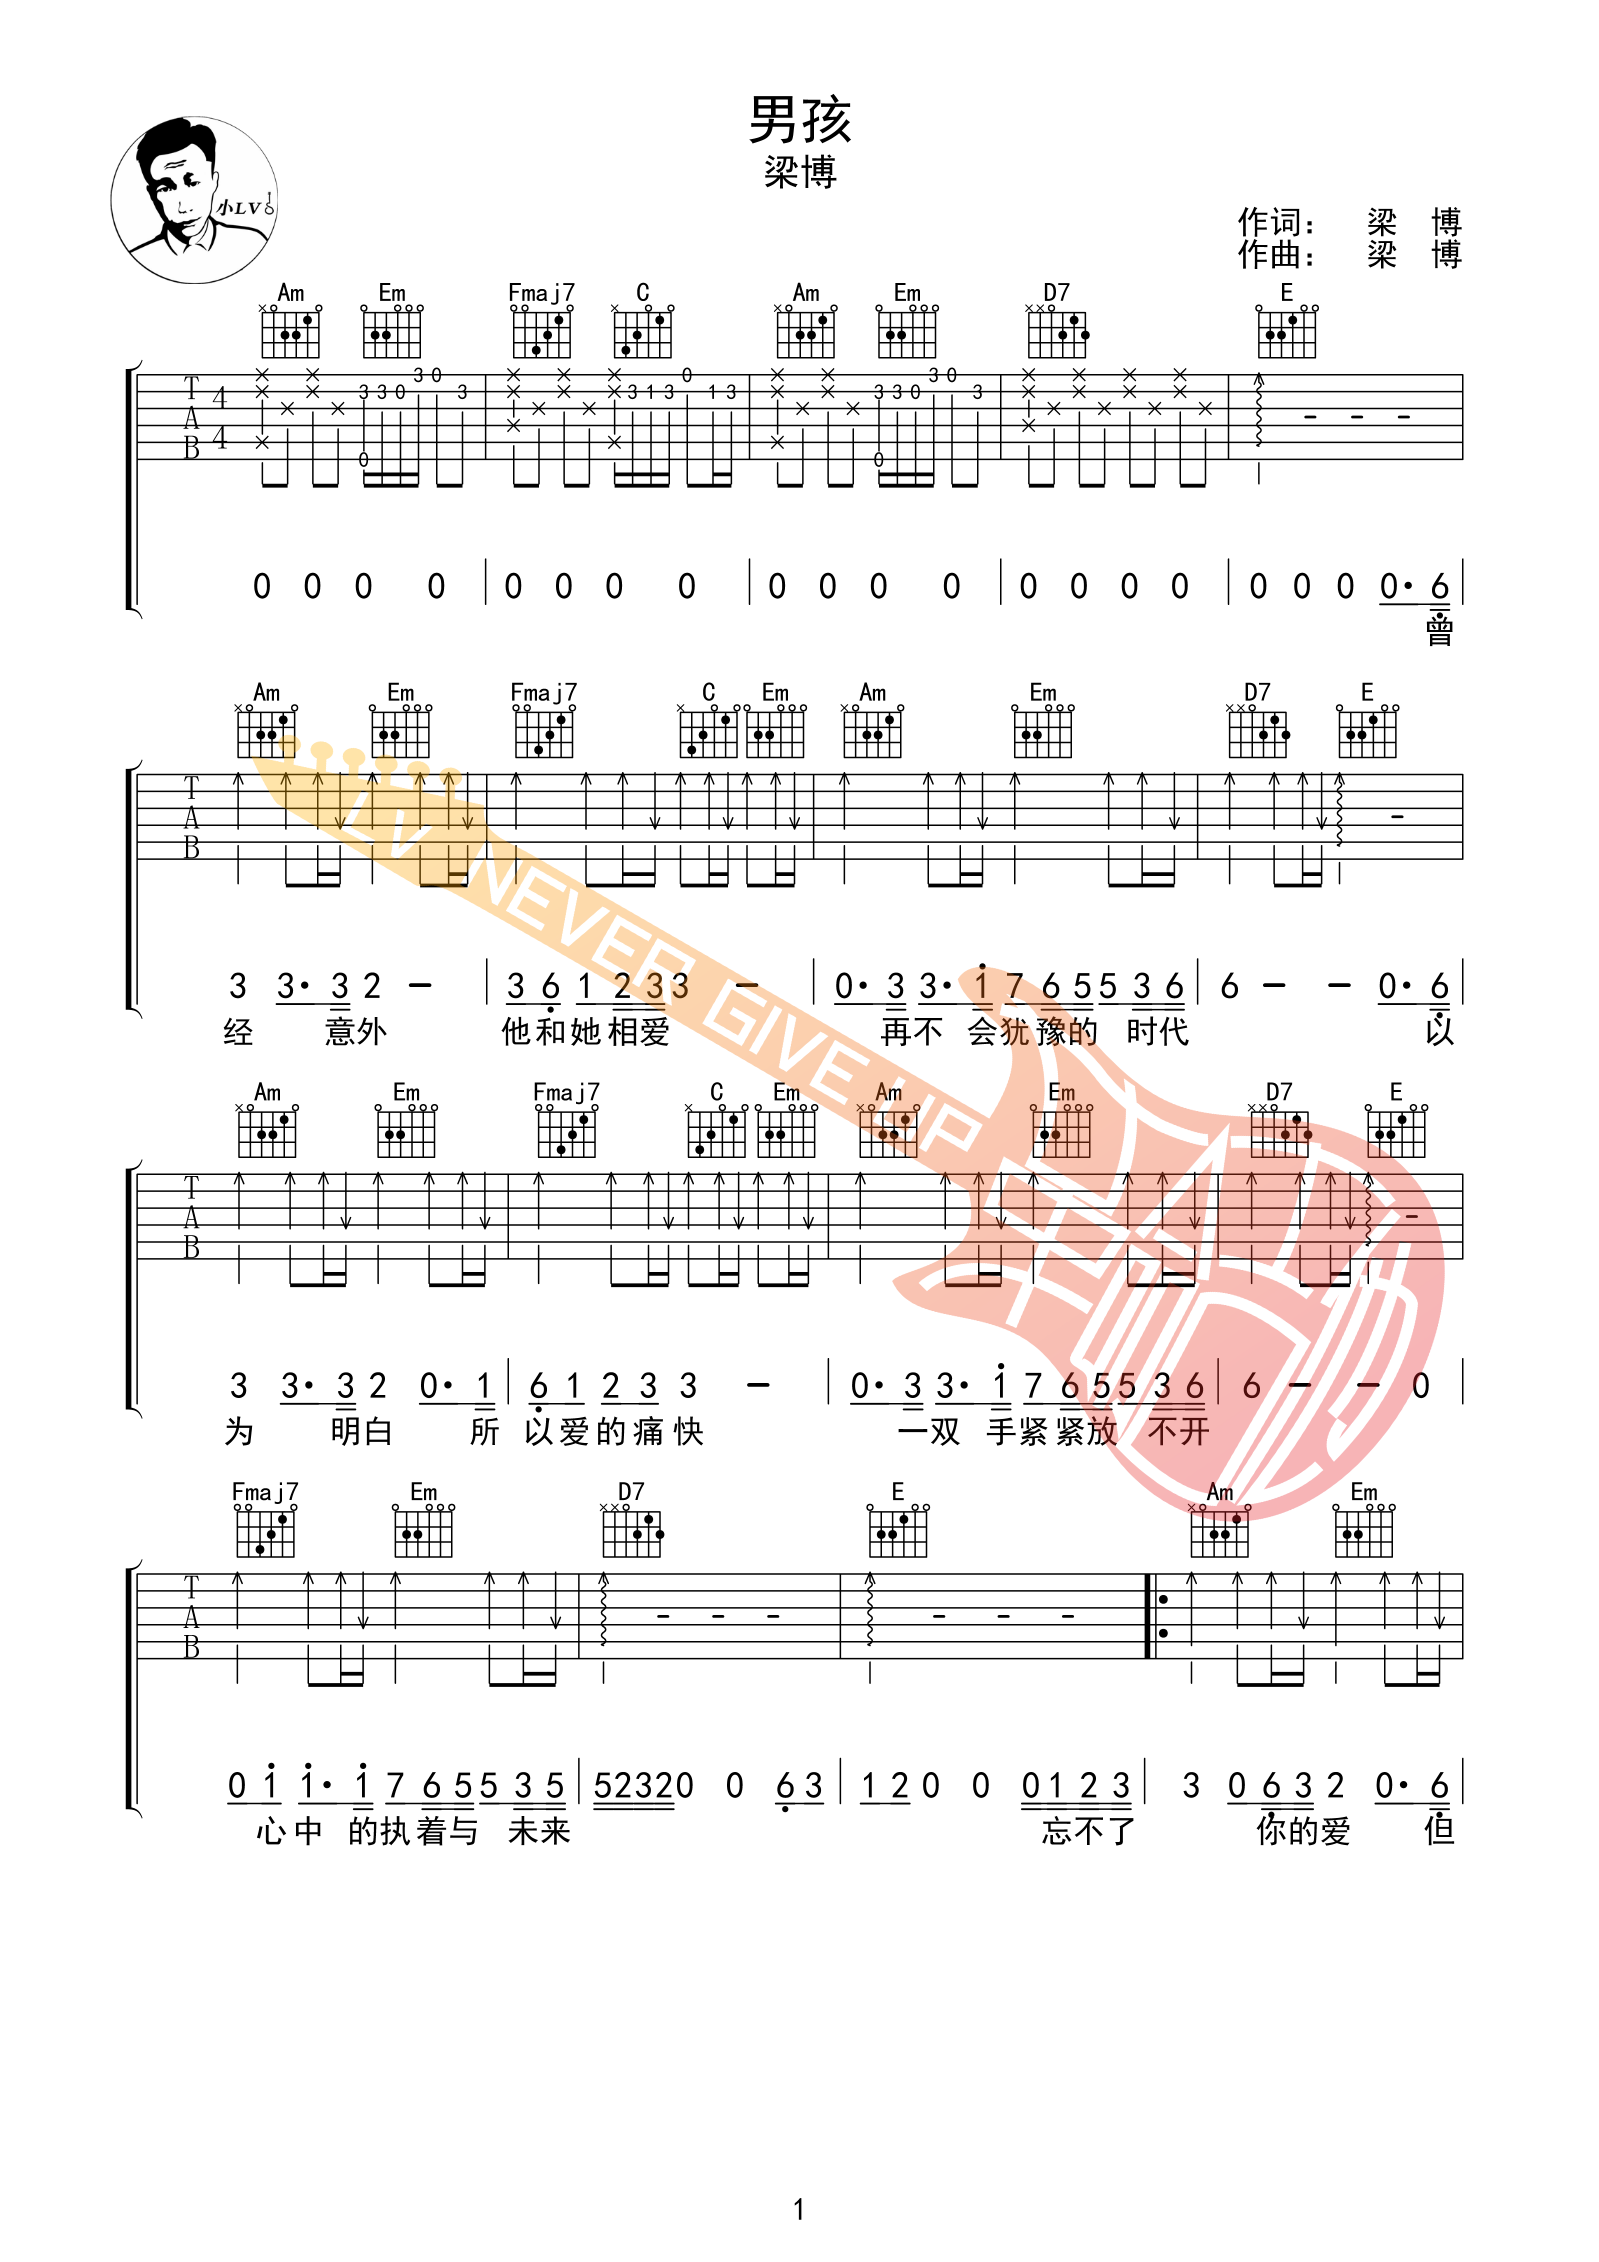 男孩
梁博
小LV
作词： 梁 博
作曲： 梁 博
Am Em Fmaj7 C Am Em D7 E
T A B 4 4
3 3 0 3 0 3 0
3 1 3 0 1 3
3 3 0 3 0 3 0
0 0 0 0 0 0 0 0 0 0 0 0 0 0 0 0 0 0 0 0· 6
曾
Am Em Fmaj7 C Em Am Em D7 E
T A B
3 3· 3 2 - 3 6 1 2 3 3 - 0· 3 3· 1 7 6 5 5 3 6 6 - - 0· 6
经 意外 他和她相爱 再不 会犹豫的 时代 以
Am Em Fmaj7 C Em Am Em D7 E
T A B
3 3· 3 2 0· 1 6 1 2 3 3 - 0· 3 3· 1 7 6 5 5 3 6 6 - - 0
为 明白 所 以爱的痛快 一双 手紧紧放 不开
Fmaj7 Em D7 E Am Em
T A B
0 1 1· 1 7 6 5 5 3 5 5 2 3 2 0 0 6 3 1 2 0 0 0 1 2 3 3 0 6 3 2 0· 6
心中 的执着与 未来 忘不了 你的爱 但
LV NEVER GIVE UP
1